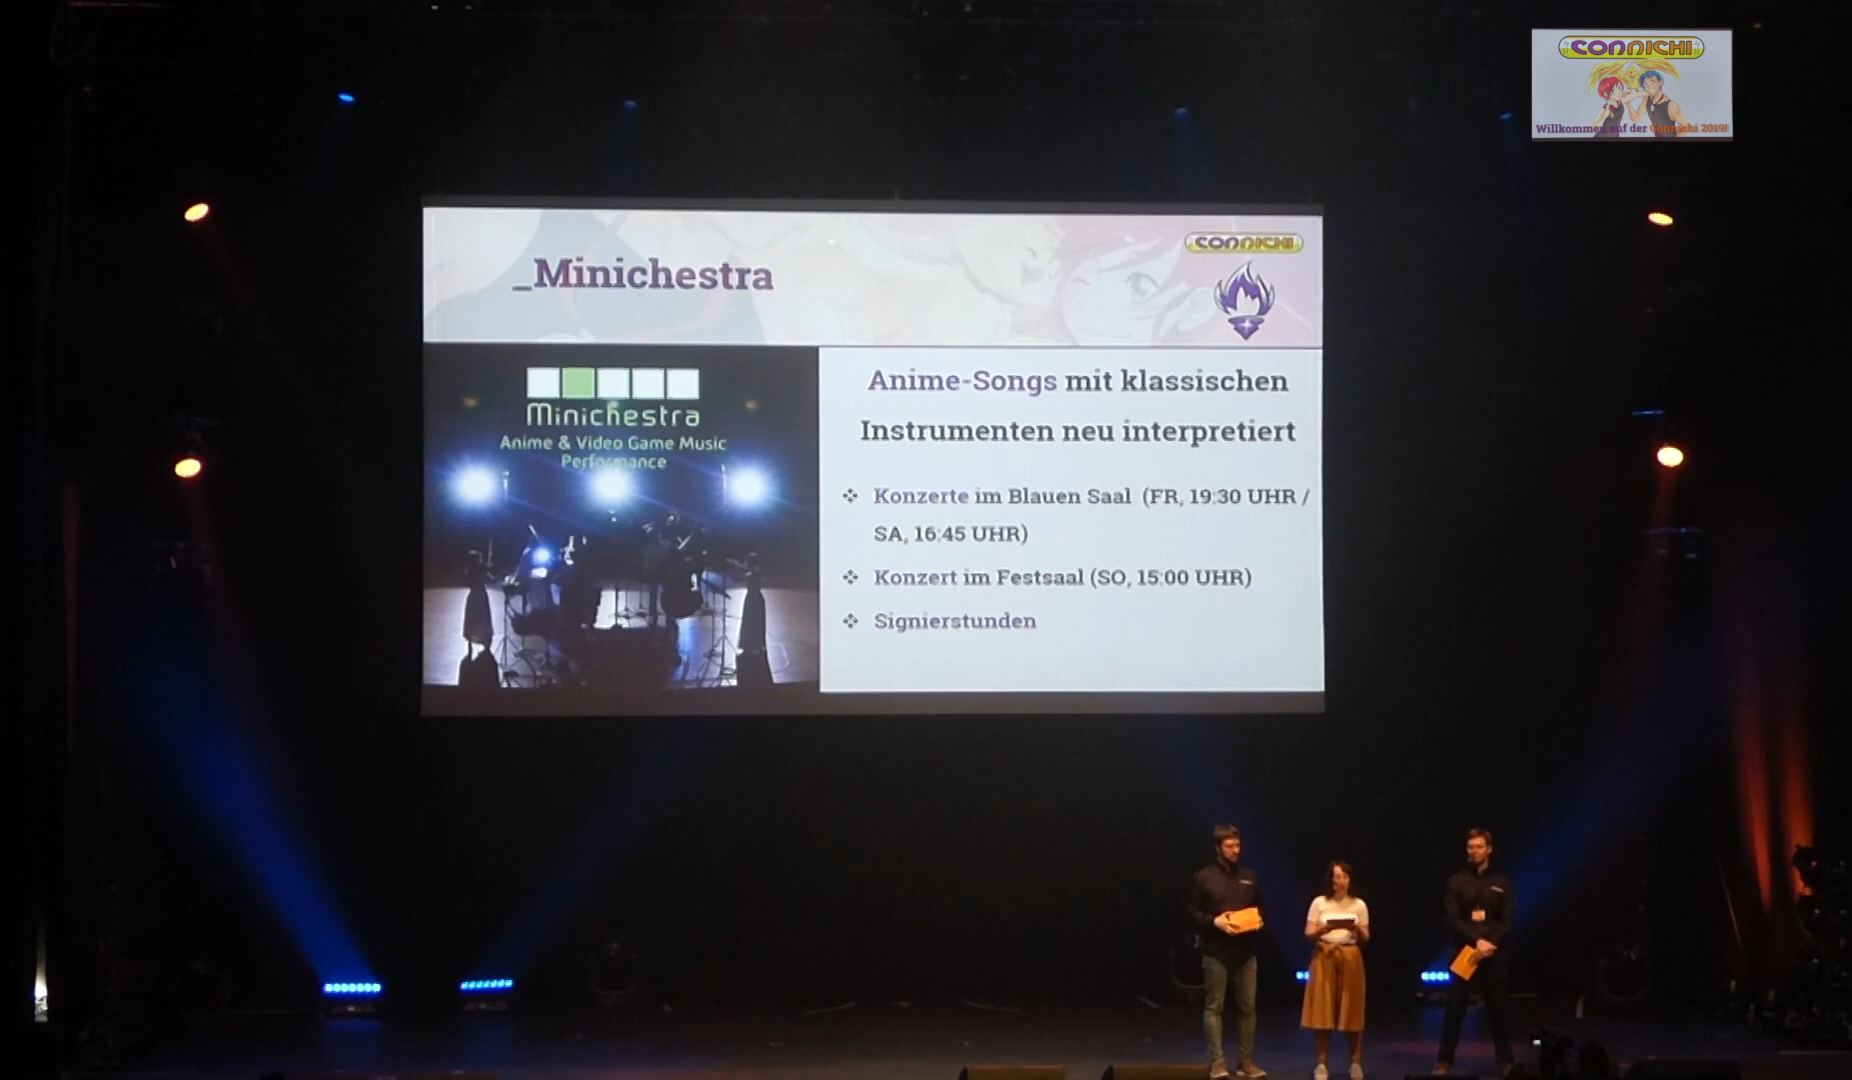 CONNICHI
Willkommen auf der Connichi 2019!
CONNICHI
_Minichestra
Minichestra
Anime & Video Game Music
Performance
Anime-Songs mit klassischen
Instrumenten neu interpretiert
Konzerte im Blauen Saal (FR, 19:30 UHR /
SA, 16:45 UHR)
Konzert im Festsaal (SO, 15:00 UHR)
Signierstunden